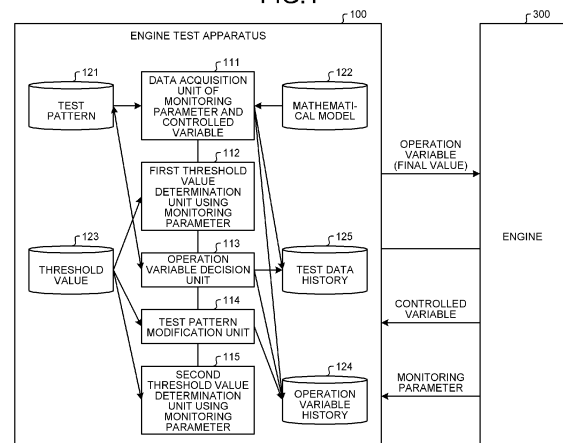 100
300
ENGINE TEST APPARATUS
111
121
122
DATA ACQUISITION
UNIT OF
MONITORING
PARAMETER AND
CONTROLLED
VARIABLE
TEST
PATTERN
MATHEMATI-
CAL MODEL
112
FIRST THRESHOLD
VALUE
DETERMINATION
UNIT USING
MONITORING
PARAMETER
OPERATION
VARIABLE
(FINAL VALUE)
123
113
125
THRESHOLD
VALUE
OPERATION
VARIABLE DECISION
UNIT
TEST DATA
HISTORY
ENGINE
114
TEST PATTERN
MODIFICATION UNIT
CONTROLLED
VARIABLE
115
124
SECOND
THRESHOLD VALUE
DETERMINATION
UNIT USING
MONITORING
PARAMETER
OPERATION
VARIABLE
HISTORY
MONITORING
PARAMETER